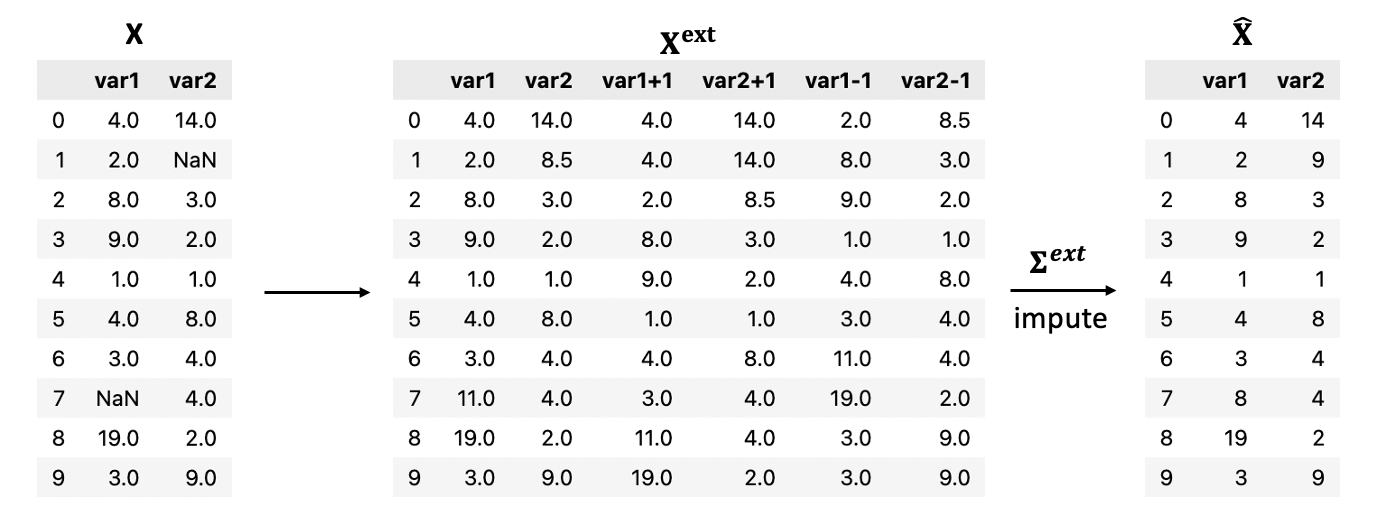 X X^ext X̂
var1 var2 var1 var2 var1+1 var2+1 var1-1 var2-1 var1 var2
0 4.0 14.0 0 4.0 14.0 4.0 14.0 2.0 8.5 0 4 14
1 2.0 NaN 1 2.0 8.5 4.0 14.0 8.0 3.0 1 2 9
2 8.0 3.0 2 8.0 3.0 2.0 8.5 9.0 2.0 2 8 3
3 9.0 2.0 3 9.0 2.0 8.0 3.0 1.0 1.0 3 9 2
Σ^ext
4 1.0 1.0 4 1.0 1.0 9.0 2.0 4.0 8.0 4 1 1
impute
5 4.0 8.0 5 4.0 8.0 1.0 1.0 3.0 4.0 5 4 8
6 3.0 4.0 6 3.0 4.0 4.0 8.0 11.0 4.0 6 3 4
7 NaN 4.0 7 11.0 4.0 3.0 4.0 19.0 2.0 7 8 4
8 19.0 2.0 8 19.0 2.0 11.0 4.0 3.0 9.0 8 19 2
9 3.0 9.0 9 3.0 9.0 19.0 2.0 3.0 9.0 9 3 9